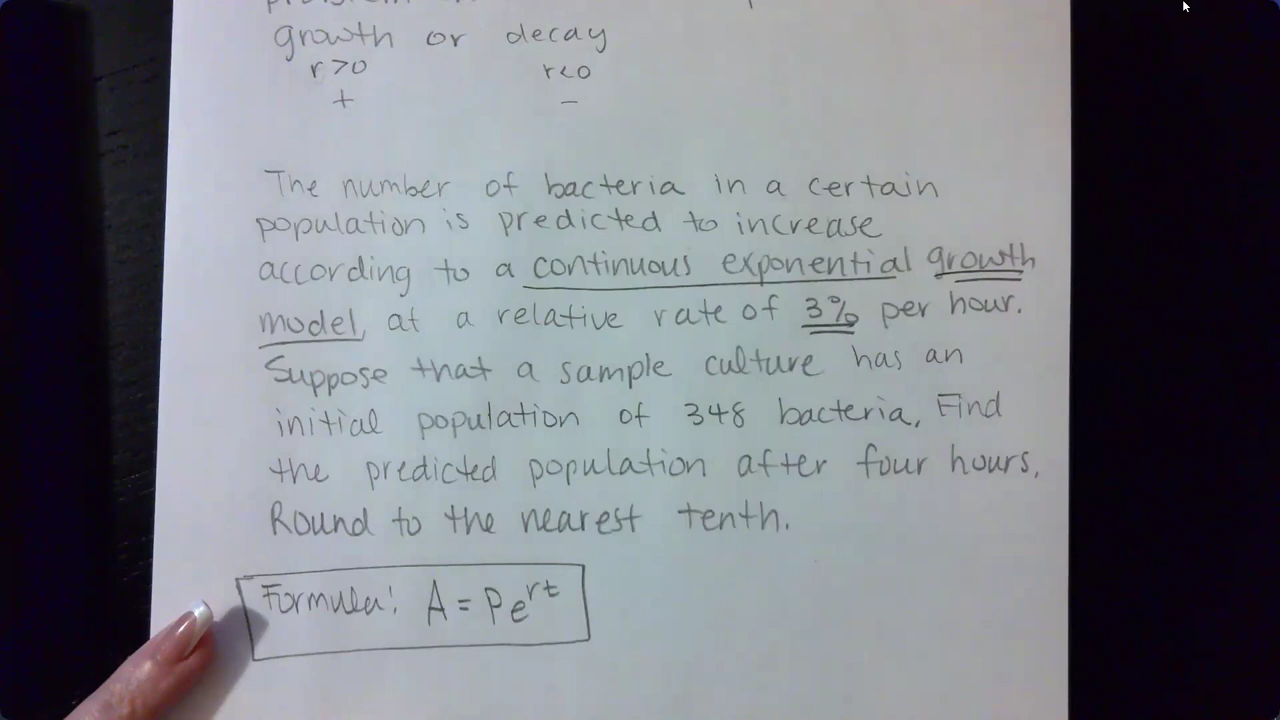 growth or decay
r>0 r<0
+ −
The number of bacteria in a certain
population is predicted to increase
according to a continuous exponential growth
model, at a relative rate of 3% per hour.
Suppose that a sample culture has an
initial population of 348 bacteria. Find
the predicted population after four hours.
Round to the nearest tenth.
Formula: A = Pe^{rt}